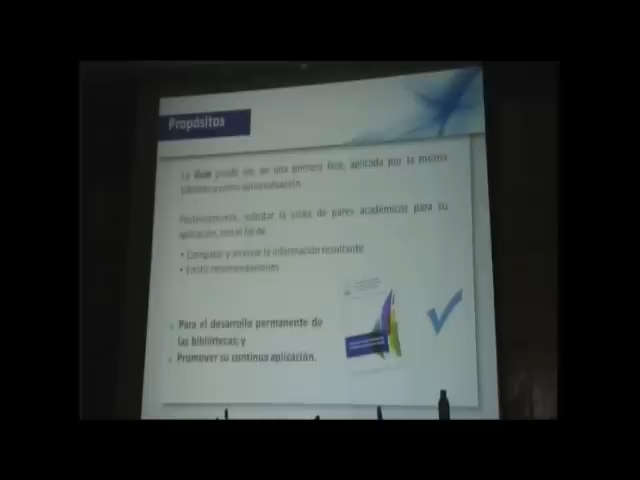 Propósitos
La Guía puede ser, en una primera fase, aplicada por la misma
biblioteca como autoevaluación.
Posteriormente, solicitar la visita de pares académicos para su
aplicación, con el fin de
• Comparar y analizar la información resultante
• Emitir recomendaciones
Para el desarrollo permanente de
las bibliotecas; y
Promover su continua aplicación.